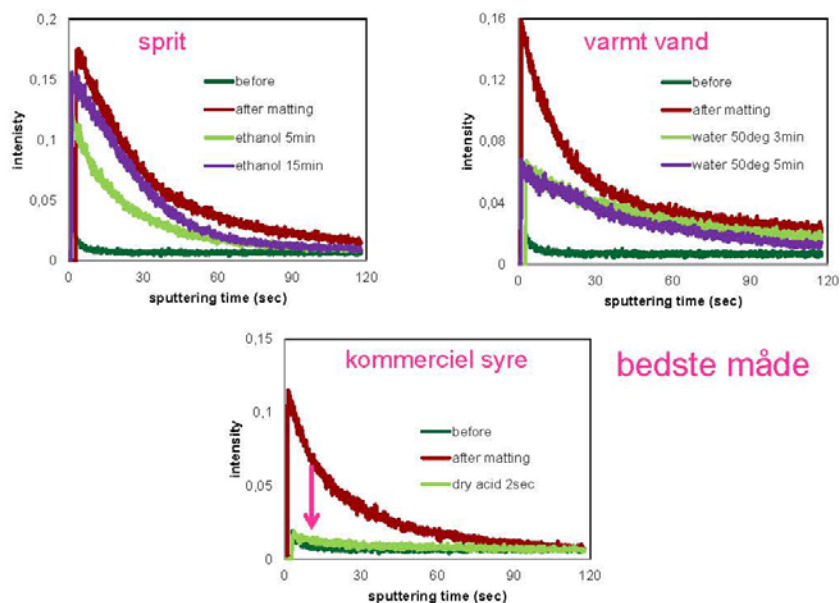 sprit
0,2
0,15
0,1
0,05
0
intenisty
before
after matting
ethanol 5min
ethanol 15min
0
30
60
90
120
sputtering time (sec)
varmt vand
0,16
0,12
0,08
0,04
0
intensity
before
after matting
water 50deg 3min
water 50deg 5min
0
30
60
90
120
sputtering time (sec)
kommerciel syre
0,15
0,1
0,05
0
intensity
before
after matting
dry acid 2sec
0
30
60
90
120
sputtering time (sec)
bedste måde